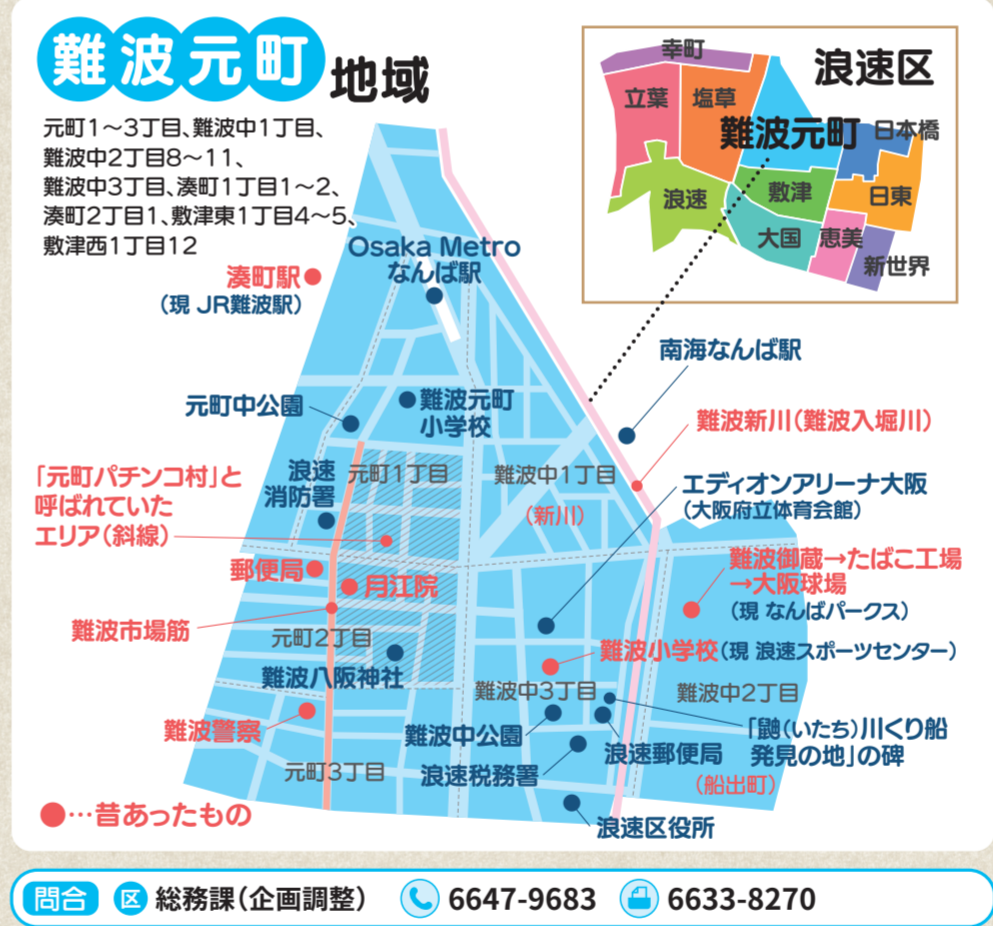 難波元町 地域
元町1〜3丁目、難波中1丁目、
難波中2丁目8〜11、
難波中3丁目、湊町1丁目1〜2、
湊町2丁目1、敷津東1丁目4〜5、
敷津西1丁目12
浪速区
幸町
立葉
塩草
難波元町
日本橋
浪速
敷津
日東
大国
恵美
新世界
Osaka Metro
なんば駅
湊町駅
(現 JR難波駅)
南海なんば駅
元町中公園
難波元町
小学校
難波新川(難波入堀川)
「元町パチンコ村」と
呼ばれていた
エリア(斜線)
浪速
消防署
元町1丁目
難波中1丁目
(新川)
エディオンアリーナ大阪
(大阪府立体育会館)
郵便局
月江院
難波御蔵→たばこ工場
→大阪球場
(現 なんばパークス)
難波市場筋
元町2丁目
難波八阪神社
難波小学校(現 浪速スポーツセンター)
難波中3丁目
難波中2丁目
難波警察
難波中公園
浪速郵便局
「鼬(いたち)川くり船
発見の地」の碑
元町3丁目
浪速税務署
(船出町)
●…昔あったもの
浪速区役所
問合 区 総務課(企画調整) 6647-9683 6633-8270